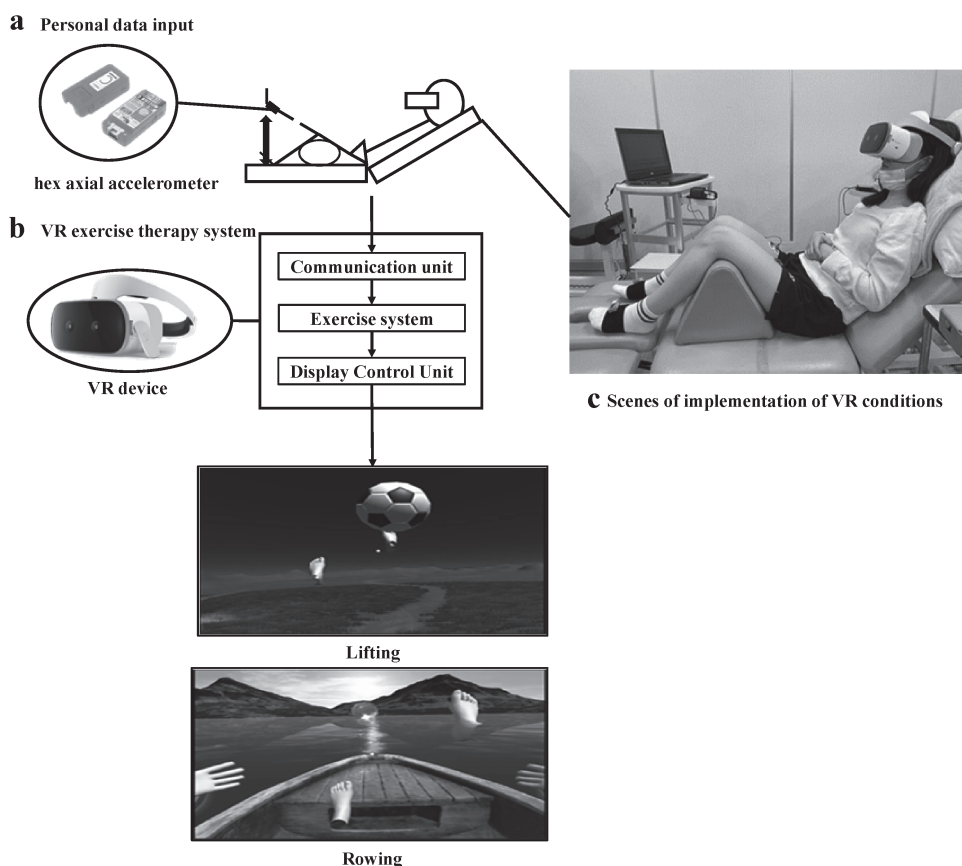 a Personal data input
hex axial accelerometer
b VR exercise therapy system
Communication unit
Exercise system
Display Control Unit
VR device
c Scenes of implementation of VR conditions
Lifting
Rowing